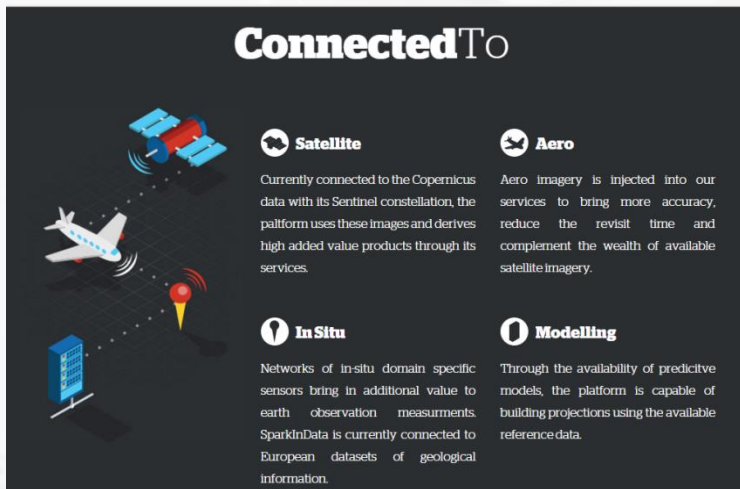 ConnectedTo
Satellite
Currently connected to the Copernicus
data with its Sentinel constellation, the
paltform uses these images and derives
high added value products through its
services.
Aero
Aero imagery is injected into our
services to bring more accuracy,
reduce the revisit time and
complement the wealth of available
satellite imagery.
In Situ
Networks of in-situ domain specific
sensors bring in additional value to
earth observation measurments.
SparkInData is currently connected to
European datasets of geological
information.
Modelling
Through the availability of predicitve
models, the platform is capable of
building projections using the available
reference data.